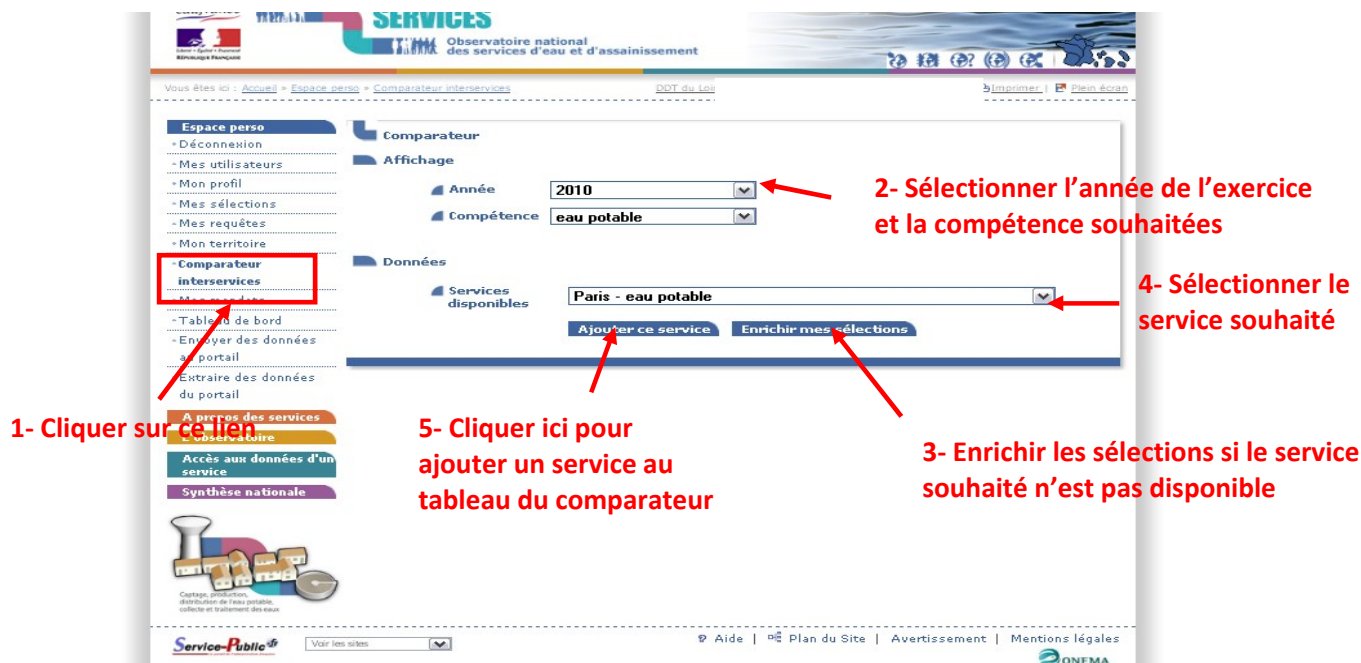 SERVICES
Observatoire national
des services d'eau et d'assainissement
RÉPUBLIQUE FRANÇAISE
Vous êtes ici : Accueil » Espace perso » Comparateur interservices
DDT du Loir
Imprimer | Plein écran
Espace perso
Déconnexion
Mes utilisateurs
Mon profil
Mes sélections
Mes requêtes
Mon territoire
Comparateur
interservices
Mes mandats
Tableau de bord
Envoyer des données
au portail
Extraire des données
du portail
A propos des services
L'observatoire
Accès aux données d'un
service
Synthèse nationale
Captage, production,
distribution de l'eau potable,
collecte et traitement des eaux
Comparateur
Affichage
Année
2010
Compétence
eau potable
Données
Services
disponibles
Paris - eau potable
Ajouter ce service
Enrichir mes sélections
1- Cliquer sur ce lien
2- Sélectionner l’année de l’exercice
et la compétence souhaitées
4- Sélectionner le
service souhaité
5- Cliquer ici pour
ajouter un service au
tableau du comparateur
3- Enrichir les sélections si le service
souhaité n’est pas disponible
Service-Public.fr
Voir les sites
Aide | Plan du Site | Avertissement | Mentions légales
ONEMA